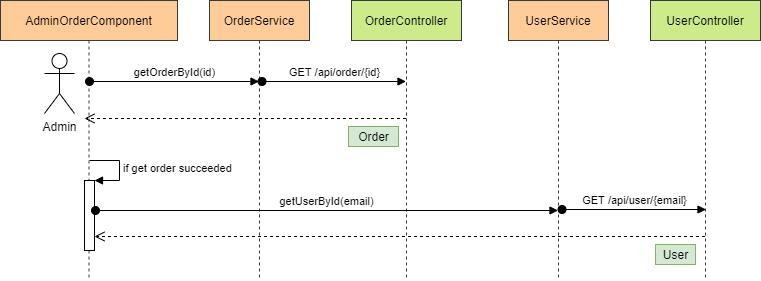 AdminOrderComponent
OrderService
OrderController
UserService
UserController
getOrderById(id)
GET /api/order/{id}
Admin
Order
if get order succeeded
getUserById(email)
GET /api/user/{email}
User